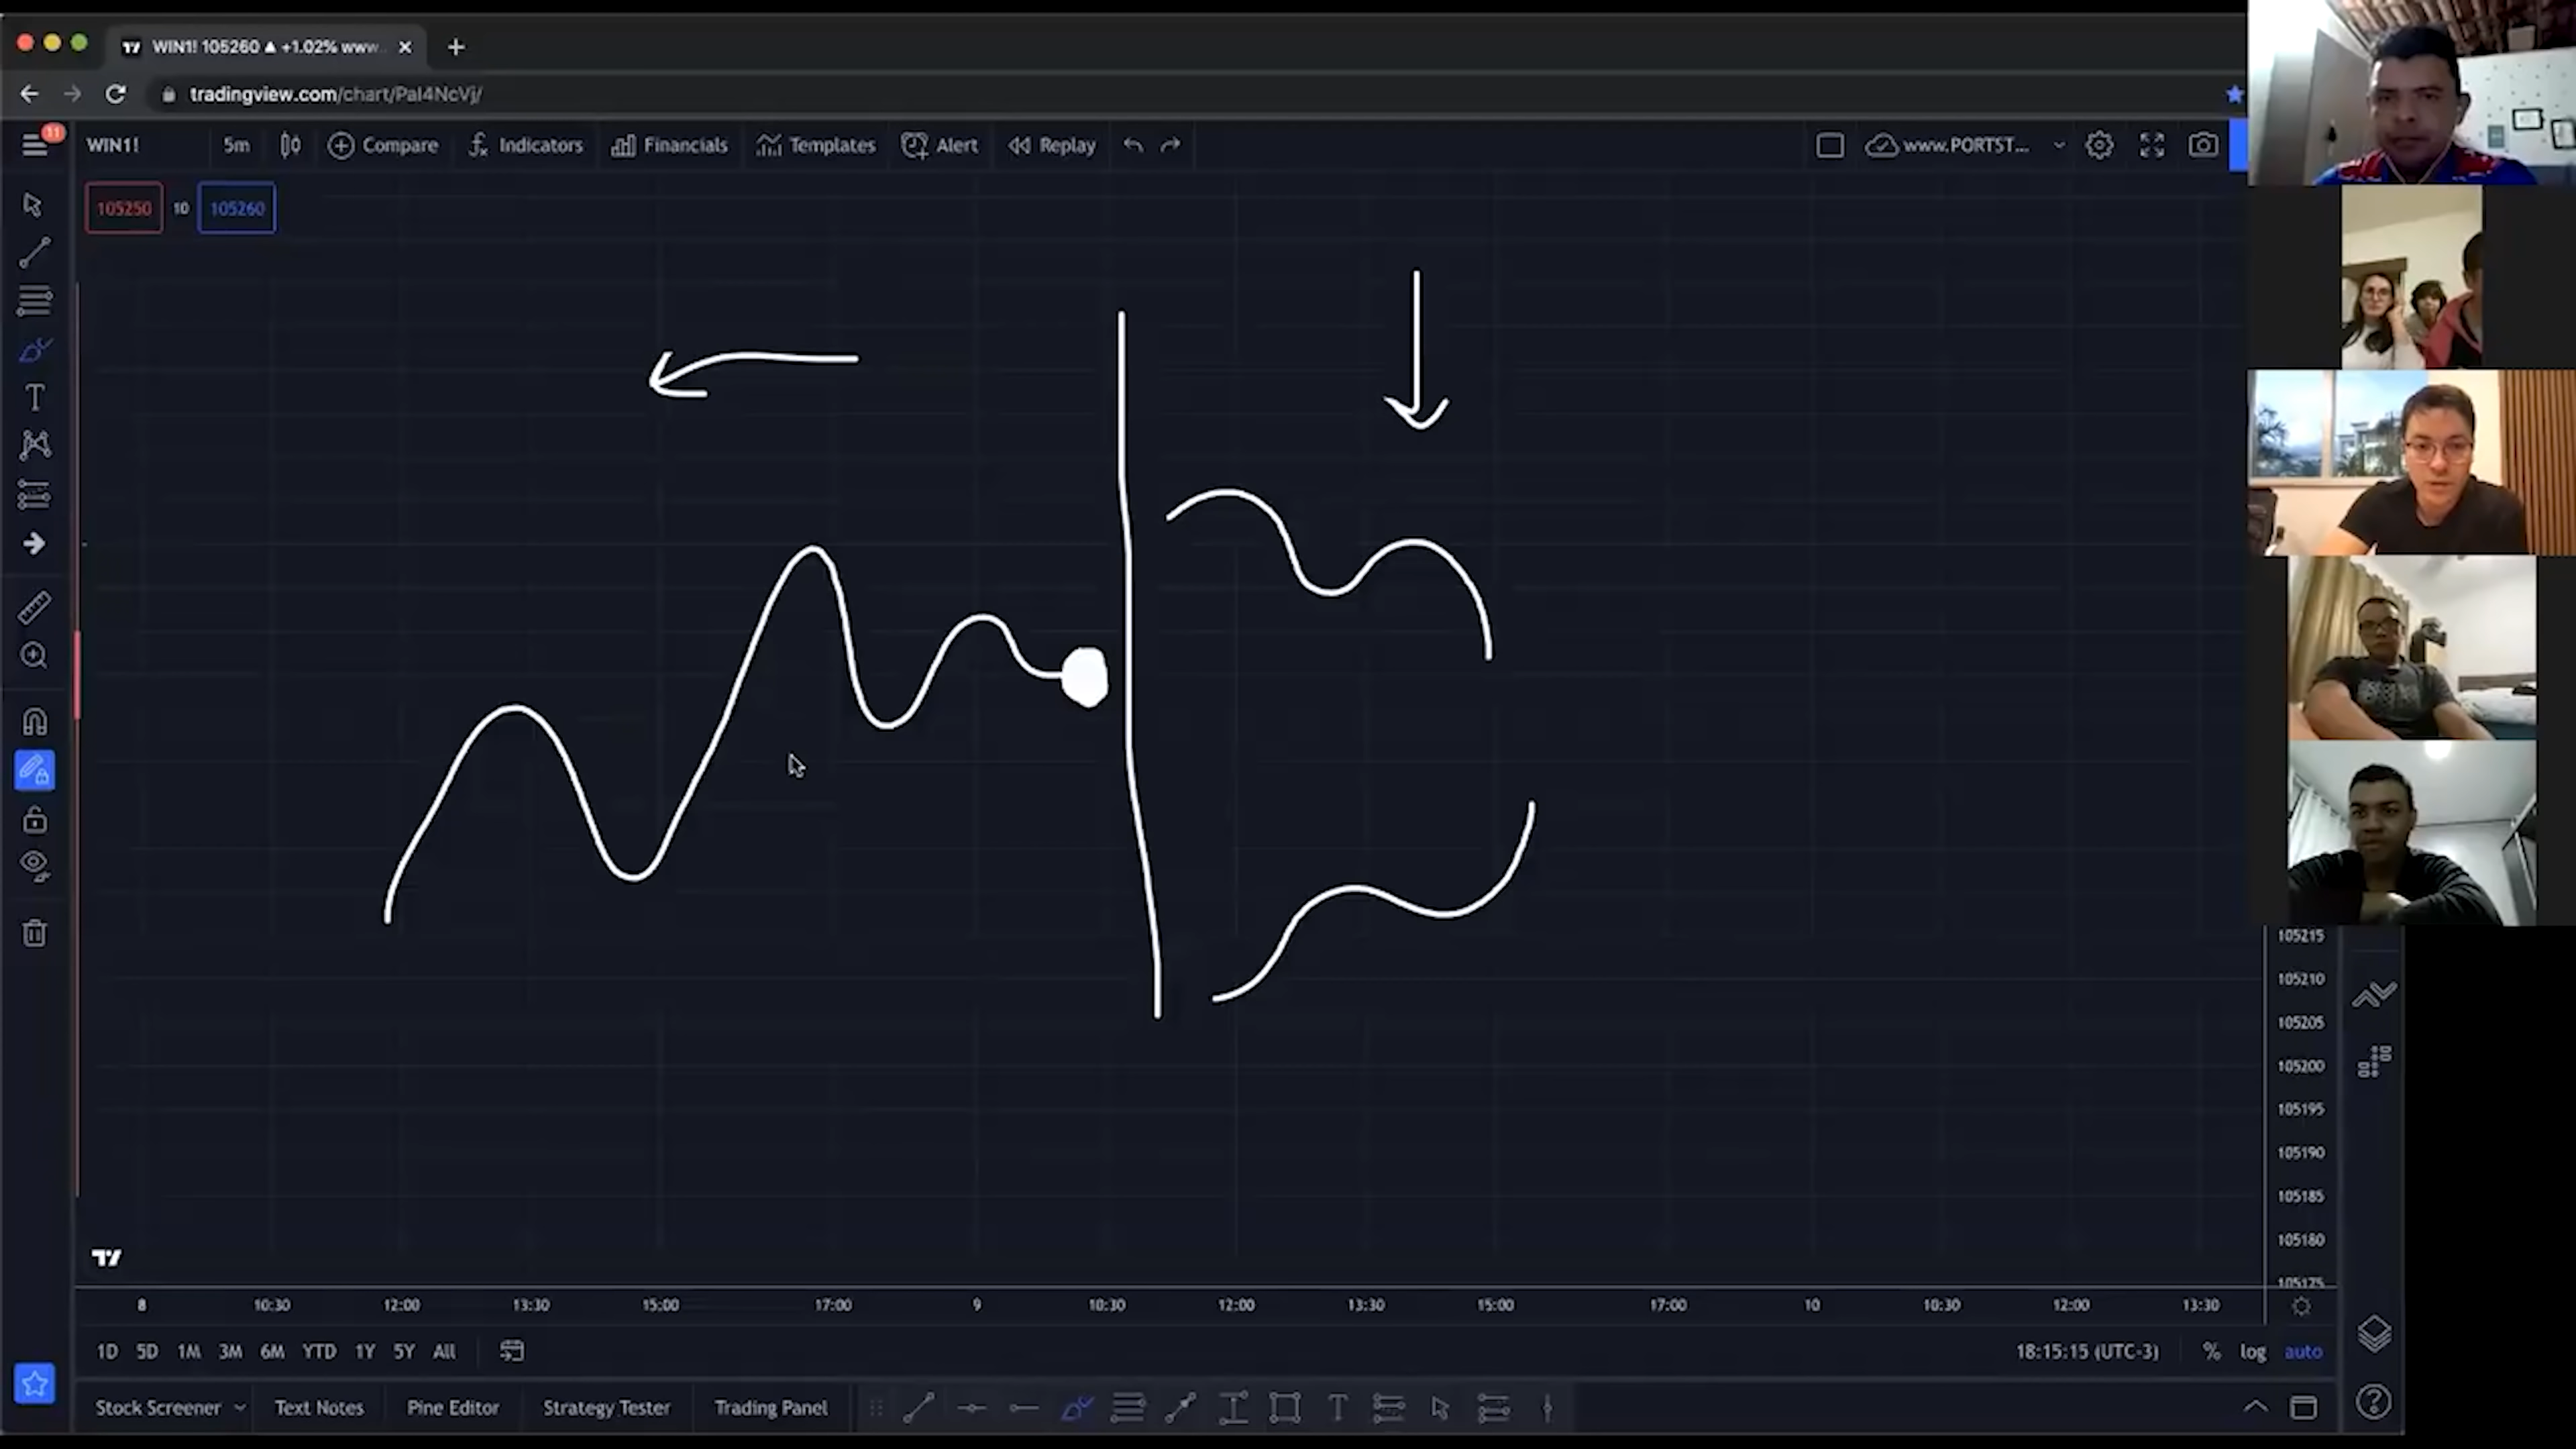 WIN1! 105260 ▲ +1.02% www.
tradingview.com/chart/PaI4NcVj/
11
WIN1! 5m Compare Indicators Financials Templates Alert Replay www.PORTST...
105250 10 105260
105215
105210
105205
105200
105195
105190
105185
105180
105175
8 10:30 12:00 13:30 15:00 17:00 9 10:30 12:00 13:30 15:00 17:00 10 10:30 12:00 13:30
1D 5D 1M 3M 6M YTD 1Y 5Y All 18:15:15 (UTC-3) % log auto
Stock Screener Text Notes Pine Editor Strategy Tester Trading Panel